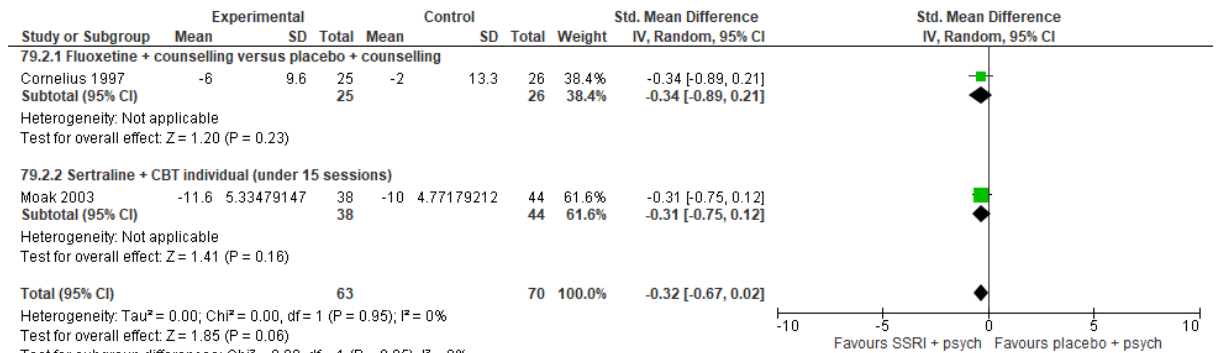 Experimental Control Std. Mean Difference Std. Mean Difference
Study or Subgroup Mean SD Total Mean SD Total Weight IV, Random, 95% CI IV, Random, 95% CI
79.2.1 Fluoxetine + counselling versus placebo + counselling
Cornelius 1997 -6 9.6 25 -2 13.3 26 38.4% -0.34 [-0.89, 0.21]
Subtotal (95% CI) 25 26 38.4% -0.34 [-0.89, 0.21]
Heterogeneity: Not applicable
Test for overall effect: Z = 1.20 (P = 0.23)
79.2.2 Sertraline + CBT individual (under 15 sessions)
Moak 2003 -11.6 5.33479147 38 -10 4.77179212 44 61.6% -0.31 [-0.75, 0.12]
Subtotal (95% CI) 38 44 61.6% -0.31 [-0.75, 0.12]
Heterogeneity: Not applicable
Test for overall effect: Z = 1.41 (P = 0.16)
Total (95% CI) 63 70 100.0% -0.32 [-0.67, 0.02]
Heterogeneity: Tau² = 0.00; Chi² = 0.00, df = 1 (P = 0.95); I² = 0%
-10 -5 0 5 10
Test for overall effect: Z = 1.85 (P = 0.06)
Favours SSRI + psych Favours placebo + psych